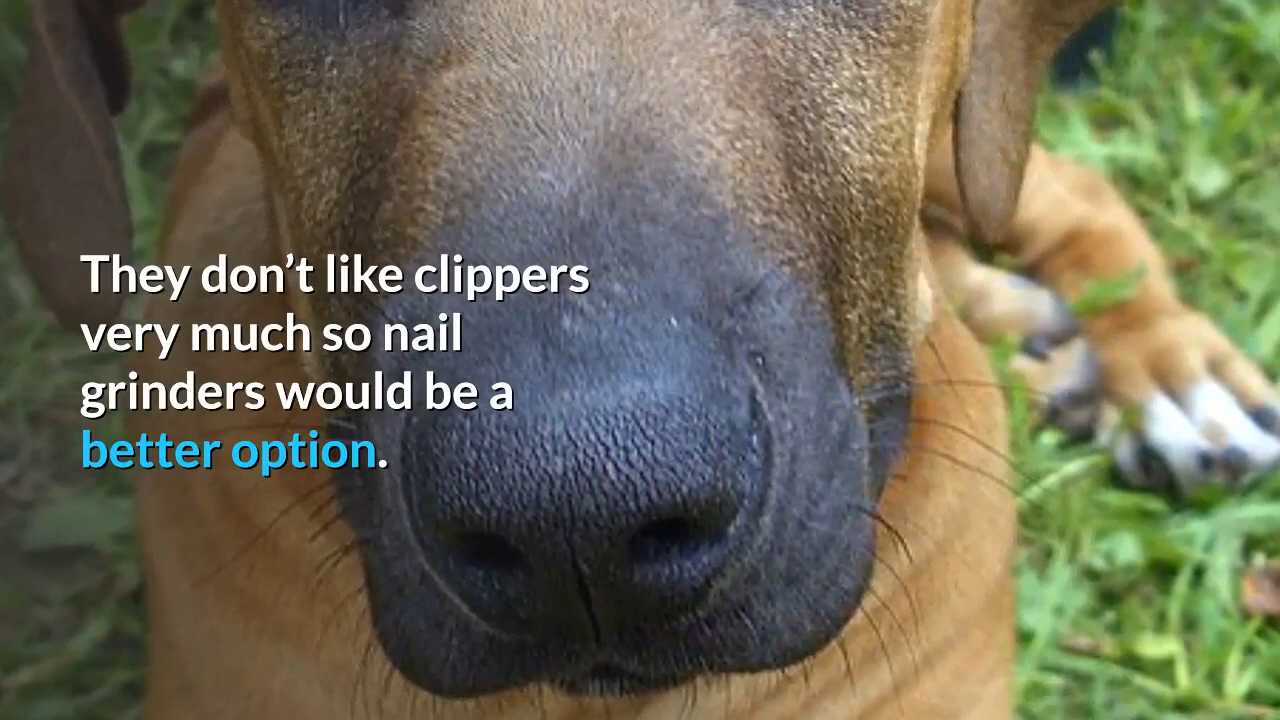 They don’t like clippers
very much so nail
grinders would be a
better option.